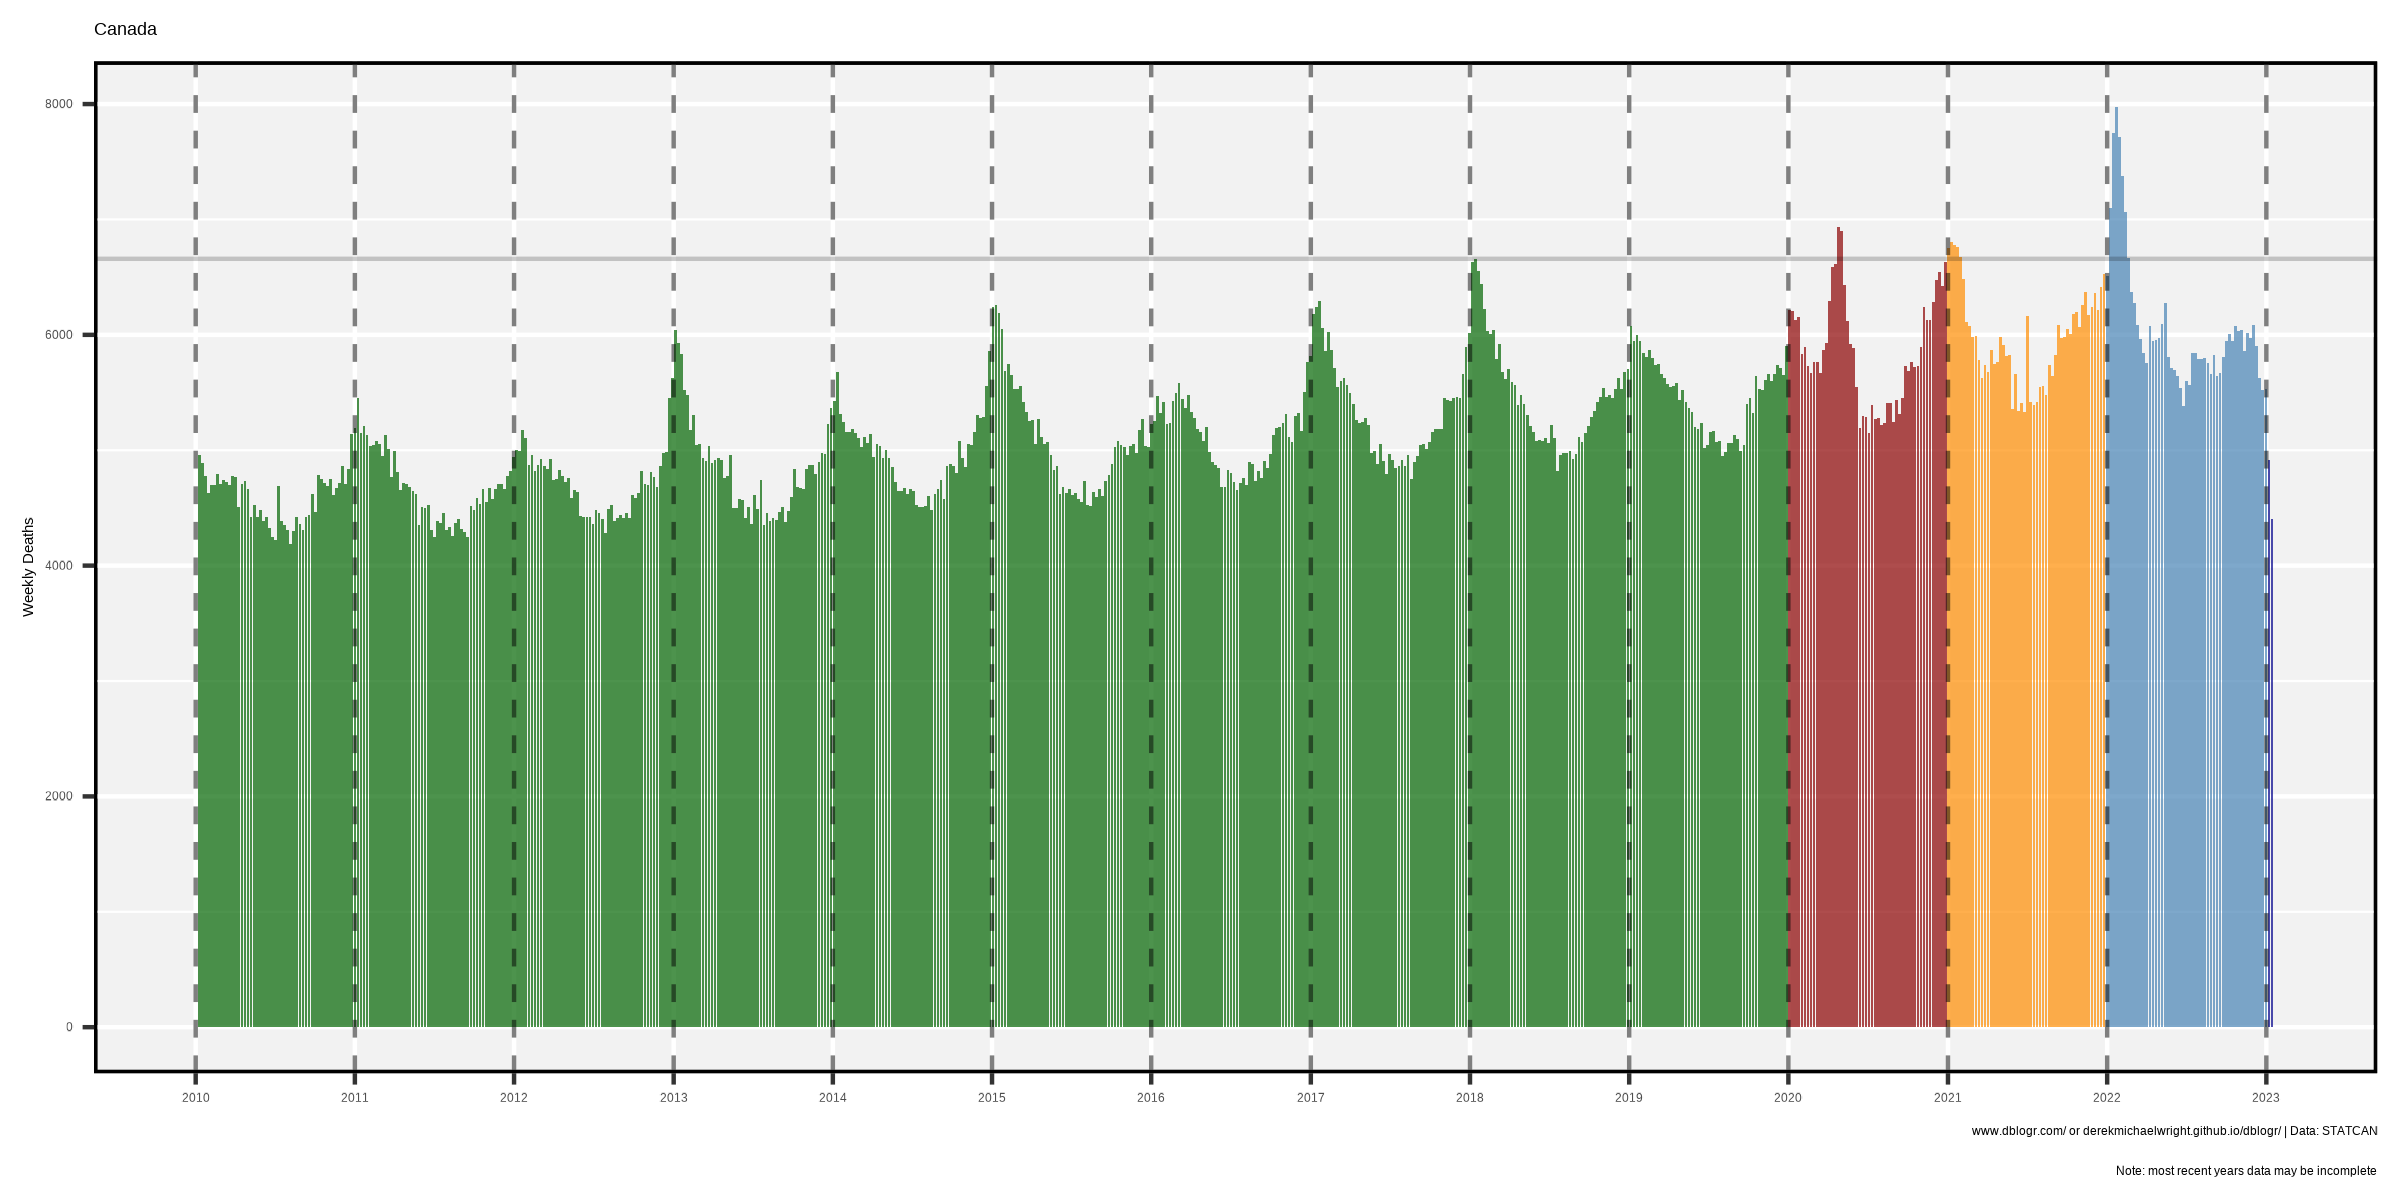 Canada
8000
6000
4000
2000
0
Weekly Deaths
2010 2011 2012 2013 2014 2015 2016 2017 2018 2019 2020 2021 2022 2023
www.dblogr.com/ or derekmichaelwright.github.io/dblogr/ | Data: STATCAN
Note: most recent years data may be incomplete